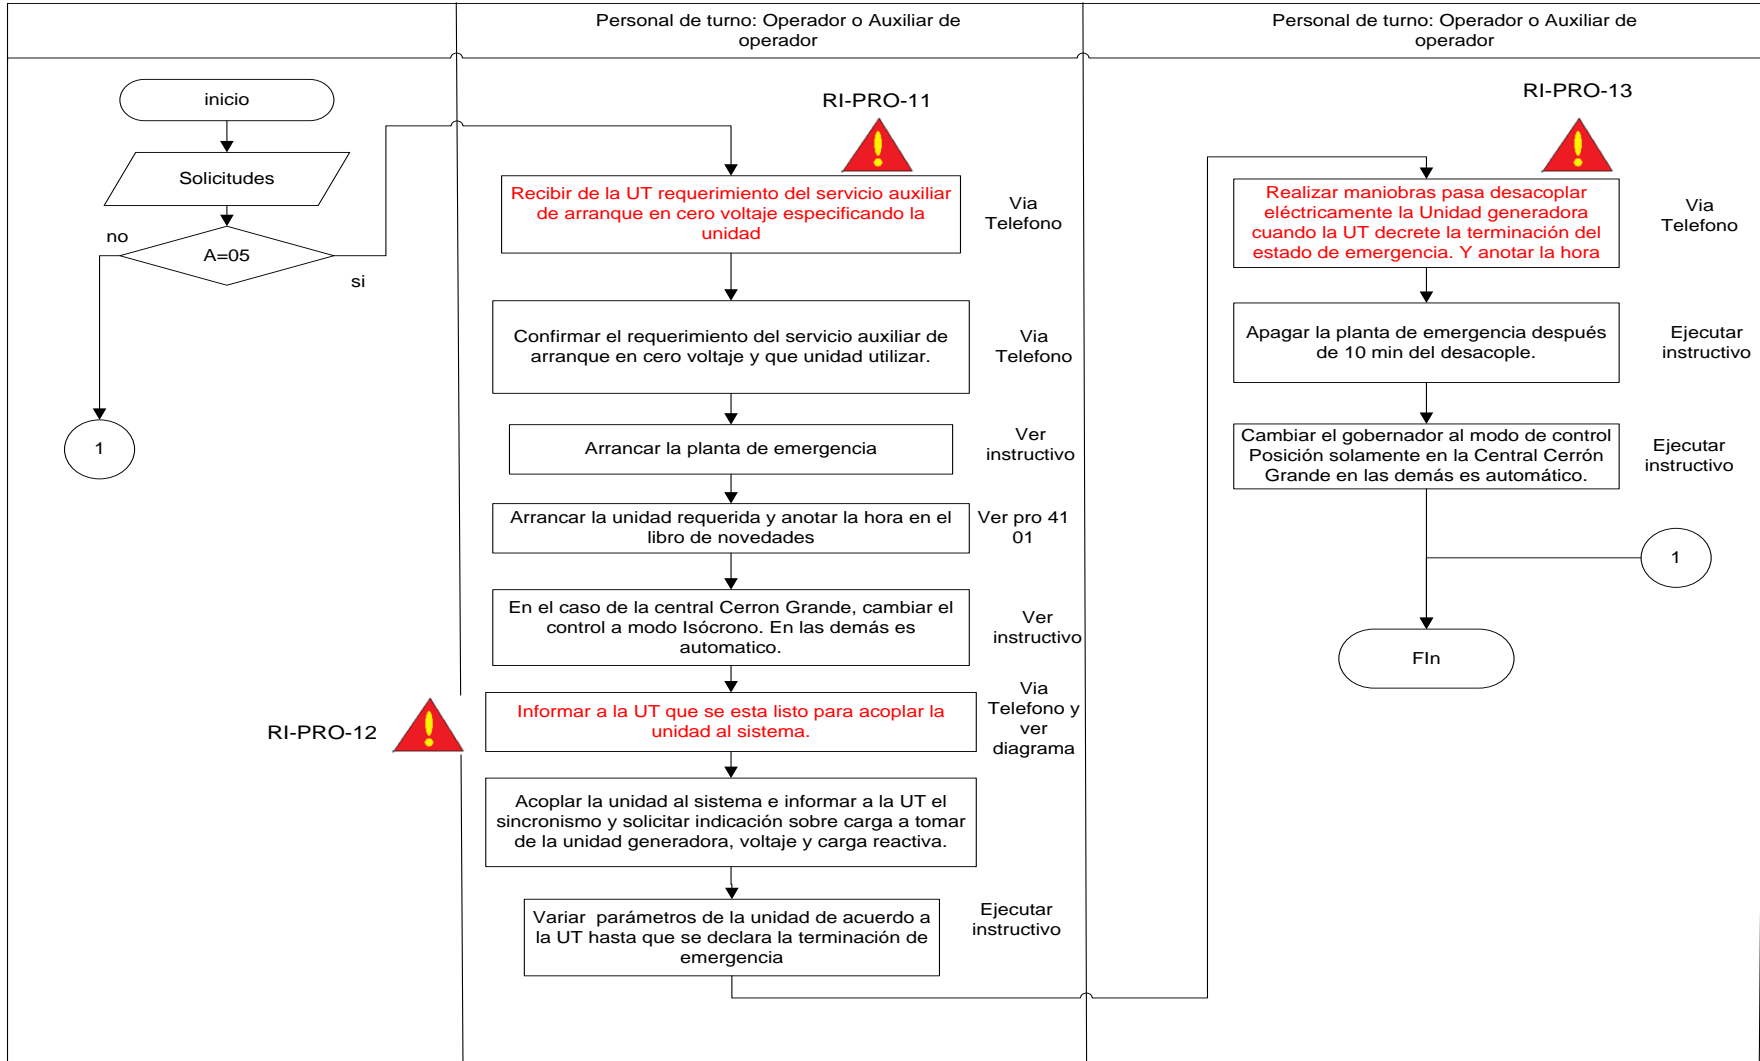 Personal de turno: Operador o Auxiliar de
operador
Personal de turno: Operador o Auxiliar de
operador
inicio
Solicitudes
no
A=05
si
1
RI-PRO-11
Recibir de la UT requerimiento del servicio auxiliar
de arranque en cero voltaje especificando la
unidad
Via
Telefono
Confirmar el requerimiento del servicio auxiliar de
arranque en cero voltaje y que unidad utilizar.
Via
Telefono
Arrancar la planta de emergencia
Ver
instructivo
Arrancar la unidad requerida y anotar la hora en el
libro de novedades
Ver pro 41
01
En el caso de la central Cerron Grande, cambiar el
control a modo Isócrono. En las demás es
automatico.
Ver
instructivo
RI-PRO-12
Informar a la UT que se esta listo para acoplar la
unidad al sistema.
Via
Telefono y
ver
diagrama
Acoplar la unidad al sistema e informar a la UT el
sincronismo y solicitar indicación sobre carga a tomar
de la unidad generadora, voltaje y carga reactiva.
Variar parámetros de la unidad de acuerdo a
la UT hasta que se declara la terminación de
emergencia
Ejecutar
instructivo
RI-PRO-13
Realizar maniobras pasa desacoplar
eléctricamente la Unidad generadora
cuando la UT decrete la terminación del
estado de emergencia. Y anotar la hora
Via
Telefono
Apagar la planta de emergencia después
de 10 min del desacople.
Ejecutar
instructivo
Cambiar el gobernador al modo de control
Posición solamente en la Central Cerrón
Grande en las demás es automático.
Ejecutar
instructivo
1
FIn